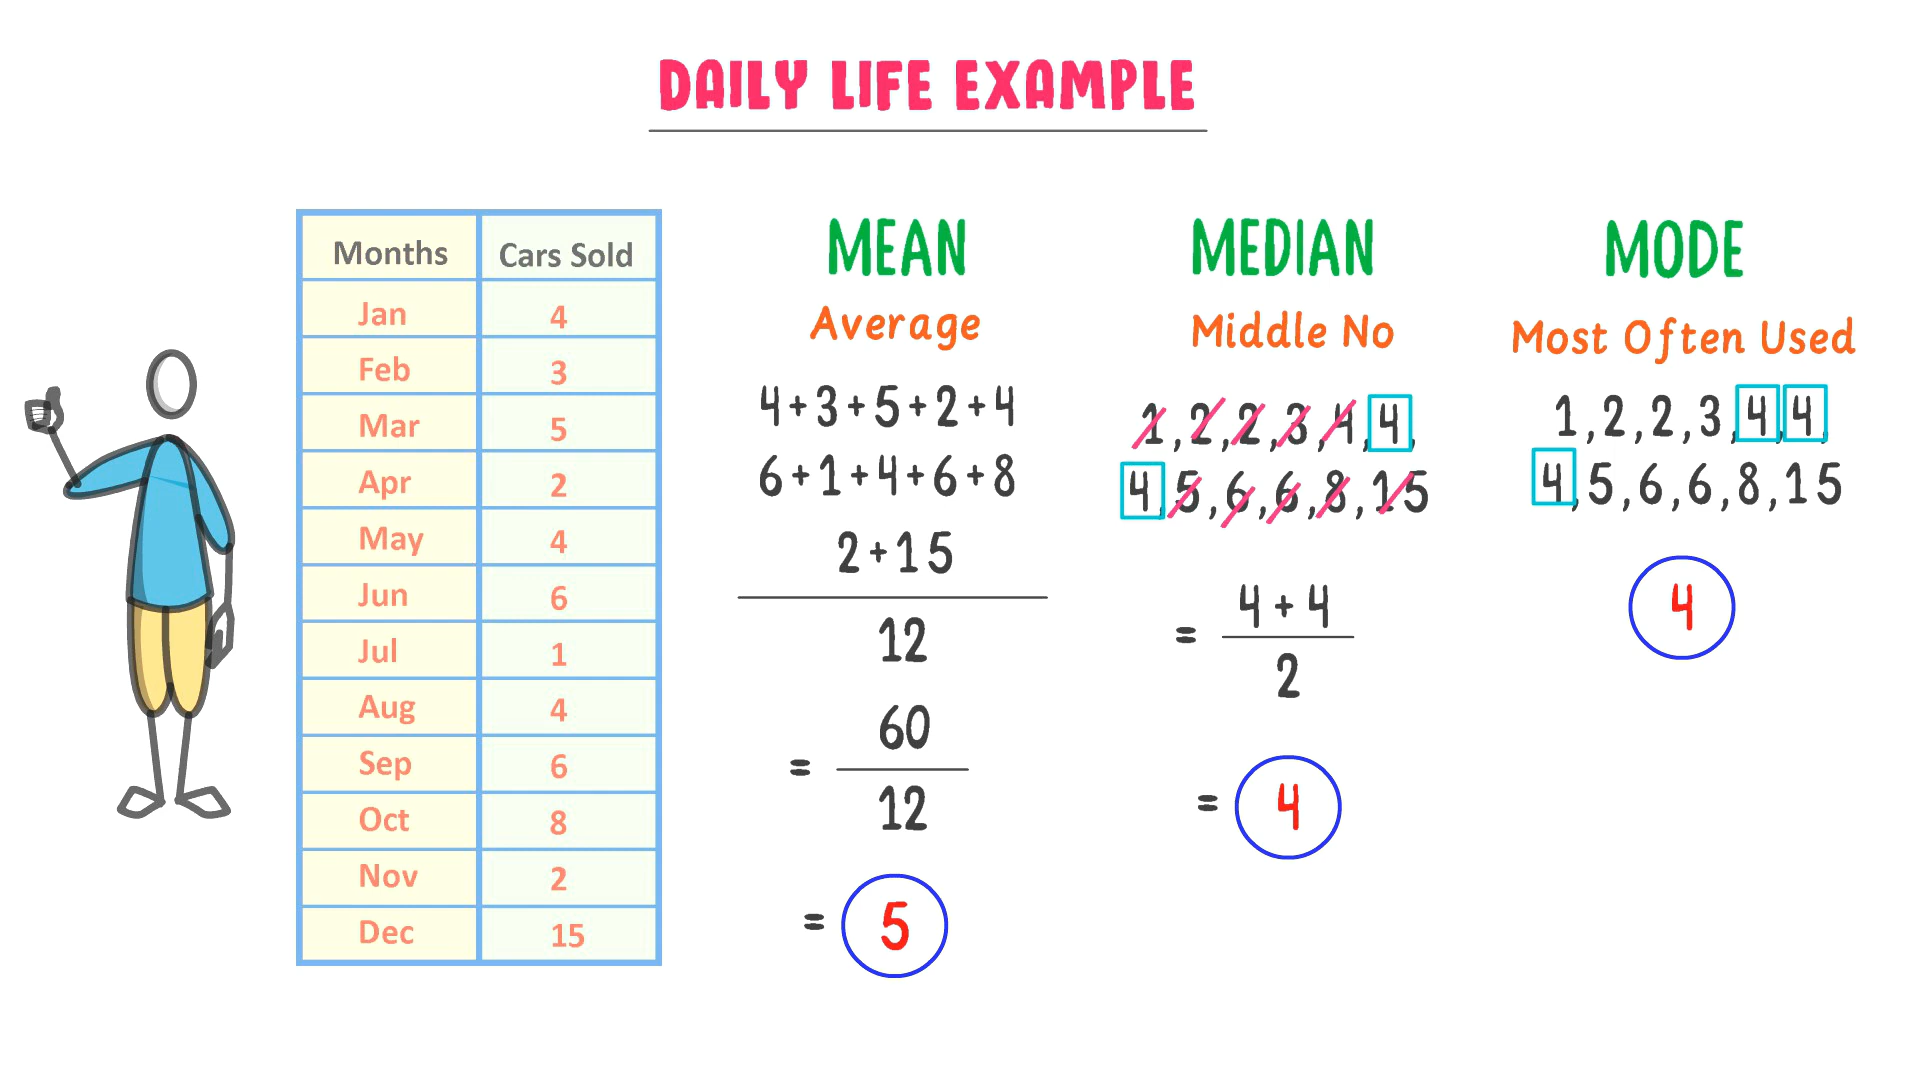 DAILY LIFE EXAMPLE
Months Cars Sold
Jan 4
Feb 3
Mar 5
Apr 2
May 4
Jun 6
Jul 1
Aug 4
Sep 6
Oct 8
Nov 2
Dec 15
MEAN
Average
4+3+5+2+4
6+1+4+6+8
2+15
12
= 60
12
= 5
MEDIAN
Middle No
1,2,2,3,4,4,
4,5,6,6,8,15
= 4+4
2
= 4
MODE
Most Often Used
1,2,2,3,4,4,
4,5,6,6,8,15
4